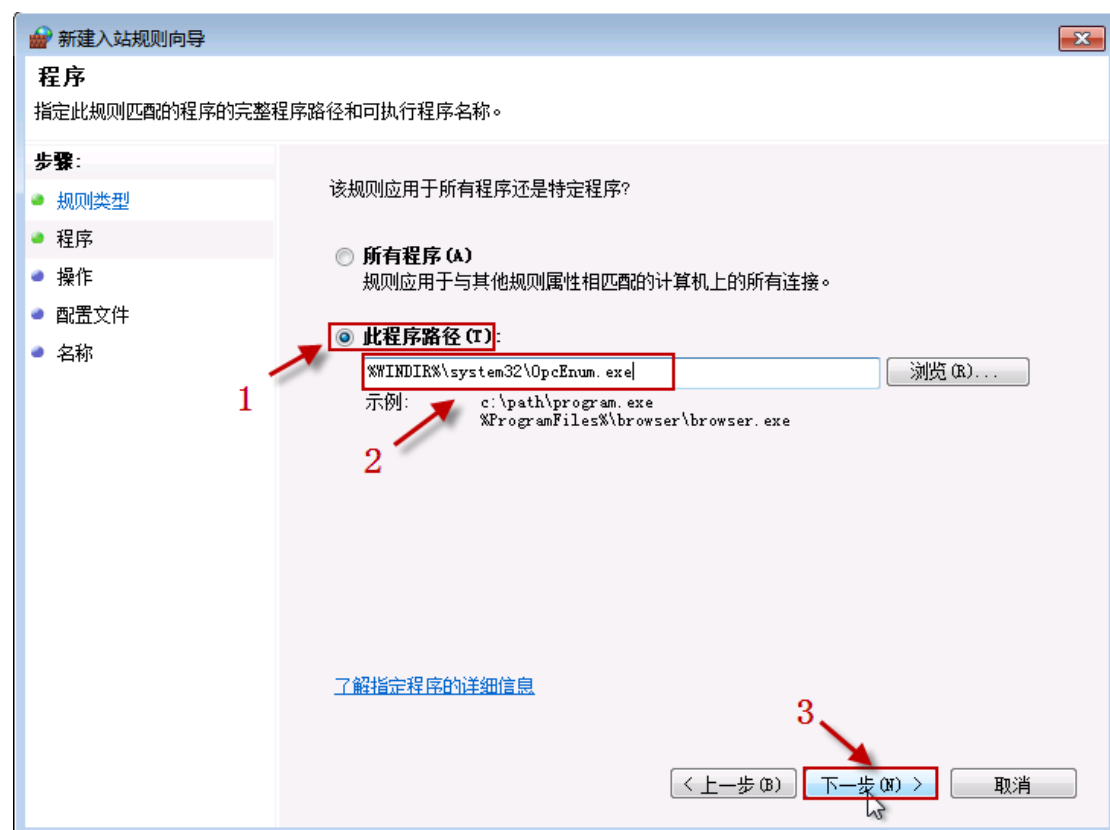 新建入站规则向导
程序
指定此规则匹配的程序的完整程序路径和可执行程序名称。
步骤:
规则类型
程序
操作
配置文件
名称
该规则应用于所有程序还是特定程序?
所有程序(A)
规则应用于与其他规则属性相匹配的计算机上的所有连接。
此程序路径(T):
%WINDIR%\system32\OpcEnum.exe
浏览(R)...
示例: c:\path\program.exe
%ProgramFiles%\browser\browser.exe
1
2
了解指定程序的详细信息
3
< 上一步(B)
下一步(N) >
取消